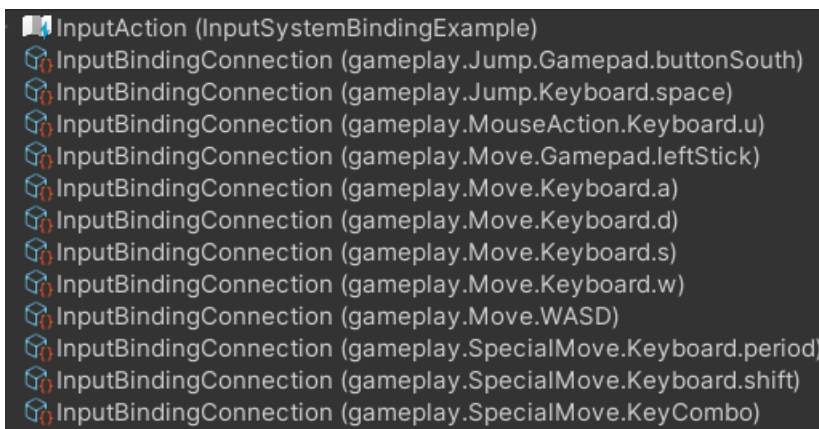 InputAction (InputSystemBindingExample)
InputBindingConnection (gameplay.Jump.Gamepad.buttonSouth)
InputBindingConnection (gameplay.Jump.Keyboard.space)
InputBindingConnection (gameplay.MouseAction.Keyboard.u)
InputBindingConnection (gameplay.Move.Gamepad.leftStick)
InputBindingConnection (gameplay.Move.Keyboard.a)
InputBindingConnection (gameplay.Move.Keyboard.d)
InputBindingConnection (gameplay.Move.Keyboard.s)
InputBindingConnection (gameplay.Move.Keyboard.w)
InputBindingConnection (gameplay.Move.WASD)
InputBindingConnection (gameplay.SpecialMove.Keyboard.period)
InputBindingConnection (gameplay.SpecialMove.Keyboard.shift)
InputBindingConnection (gameplay.SpecialMove.KeyCombo)